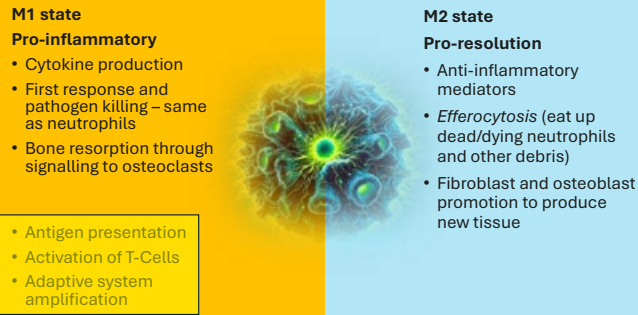 M1 state
Pro-inflammatory
• Cytokine production
• First response and
pathogen killing – same
as neutrophils
• Bone resorption through
signalling to osteoclasts
• Antigen presentation
• Activation of T-Cells
• Adaptive system
amplification
M2 state
Pro-resolution
• Anti-inflammatory
mediators
• Efferocytosis (eat up
dead/dying neutrophils
and other debris)
• Fibroblast and osteoblast
promotion to produce
new tissue